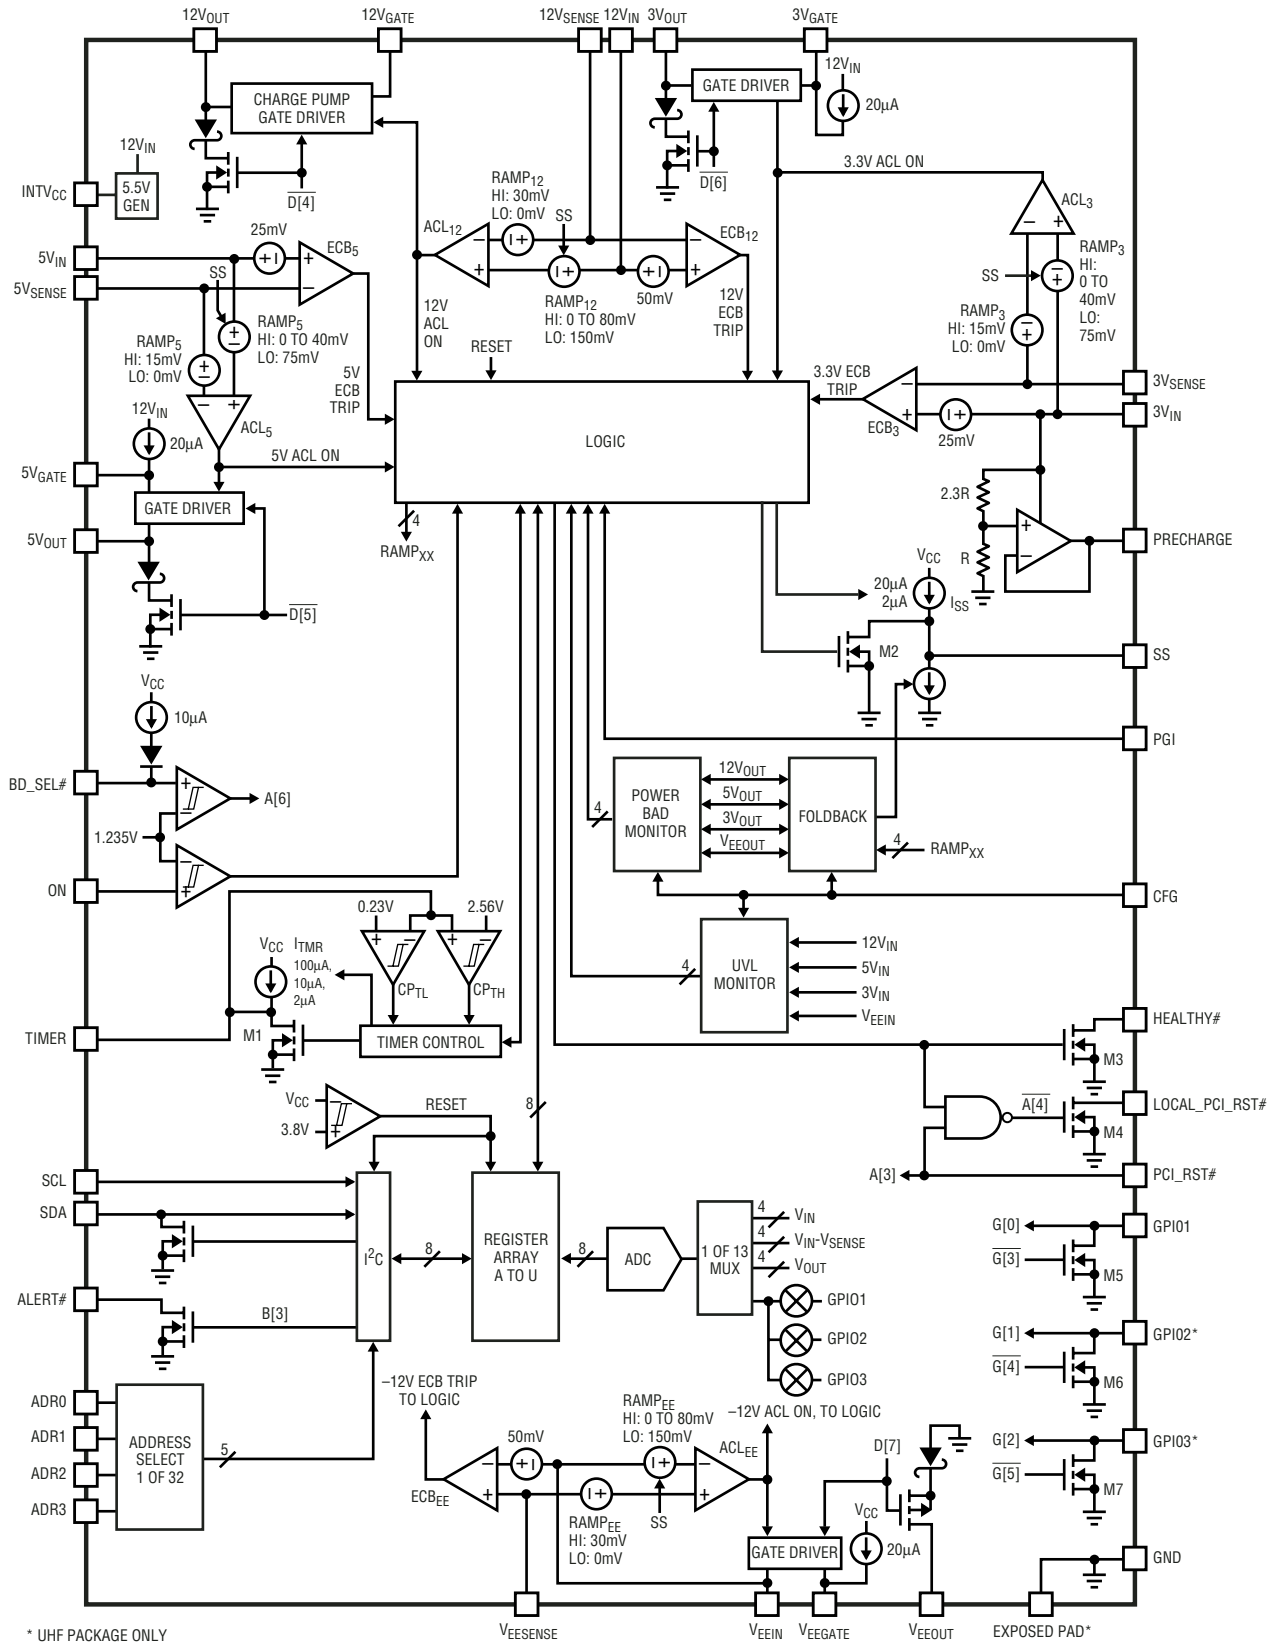 12VOUT
12VGATE
12VSENSE
12VIN
3VOUT
3VGATE
CHARGE PUMP
GATE DRIVER
D[4]
GATE DRIVER
D[6]
12VIN
20µA
3.3V ACL ON
INTVCC
12VIN
5.5V
GEN
5VIN
5VSENSE
25mV
ECB5
SS
RAMP5
HI: 0 TO 40mV
LO: 75mV
RAMP5
HI: 15mV
LO: 0mV
ACL5
5V
ECB
TRIP
RAMP12
HI: 30mV
LO: 0mV
SS
ACL12
ECB12
12V
ACL
ON
RAMP12
HI: 0 TO 80mV
LO: 150mV
50mV
12V
ECB
TRIP
RESET
ACL3
RAMP3
HI:
0 TO
40mV
LO:
75mV
SS
RAMP3
HI: 15mV
LO: 0mV
3.3V ECB
TRIP
ECB3
25mV
3VSENSE
3VIN
LOGIC
12VIN
20µA
5V ACL ON
5VGATE
GATE DRIVER
5VOUT
D[5]
4
RAMPXX
2.3R
R
PRECHARGE
VCC
20µA
2µA
ISS
M2
SS
PGI
VCC
10µA
BD_SEL#
A[6]
1.235V
ON
POWER
BAD
MONITOR
12VOUT
5VOUT
3VOUT
VEEOUT
FOLDBACK
4
4
RAMPXX
CFG
UVL
MONITOR
4
12VIN
5VIN
3VIN
VEEIN
0.23V
2.56V
VCC
ITMR
100µA,
10µA,
2µA
CPTL
CPTH
M1
TIMER CONTROL
TIMER
HEALTHY#
M3
A[4]
LOCAL_PCI_RST#
M4
A[3]
PCI_RST#
VCC
3.8V
RESET
8
SCL
SDA
I2C
8
REGISTER
ARRAY
A TO U
8
ADC
1 OF 13
MUX
4
VIN
4
VIN-VSENSE
4
VOUT
GPIO1
GPIO2
GPIO3
ALERT#
B[3]
G[0]
GPIO1
G[3]
M5
G[1]
GPIO2*
G[4]
M6
G[2]
GPIO3*
G[5]
M7
ADR0
ADR1
ADR2
ADR3
ADDRESS
SELECT
1 OF 32
5
–12V ECB TRIP
TO LOGIC
50mV
ECBEE
RAMPEE
HI: 0 TO 80mV
LO: 150mV
RAMPEE
HI: 30mV
LO: 0mV
SS
ACLEE
–12V ACL ON, TO LOGIC
D[7]
VCC
20µA
GATE DRIVER
GND
VEESENSE
VEEIN
VEEGATE
VEEOUT
EXPOSED PAD*
* UHF PACKAGE ONLY